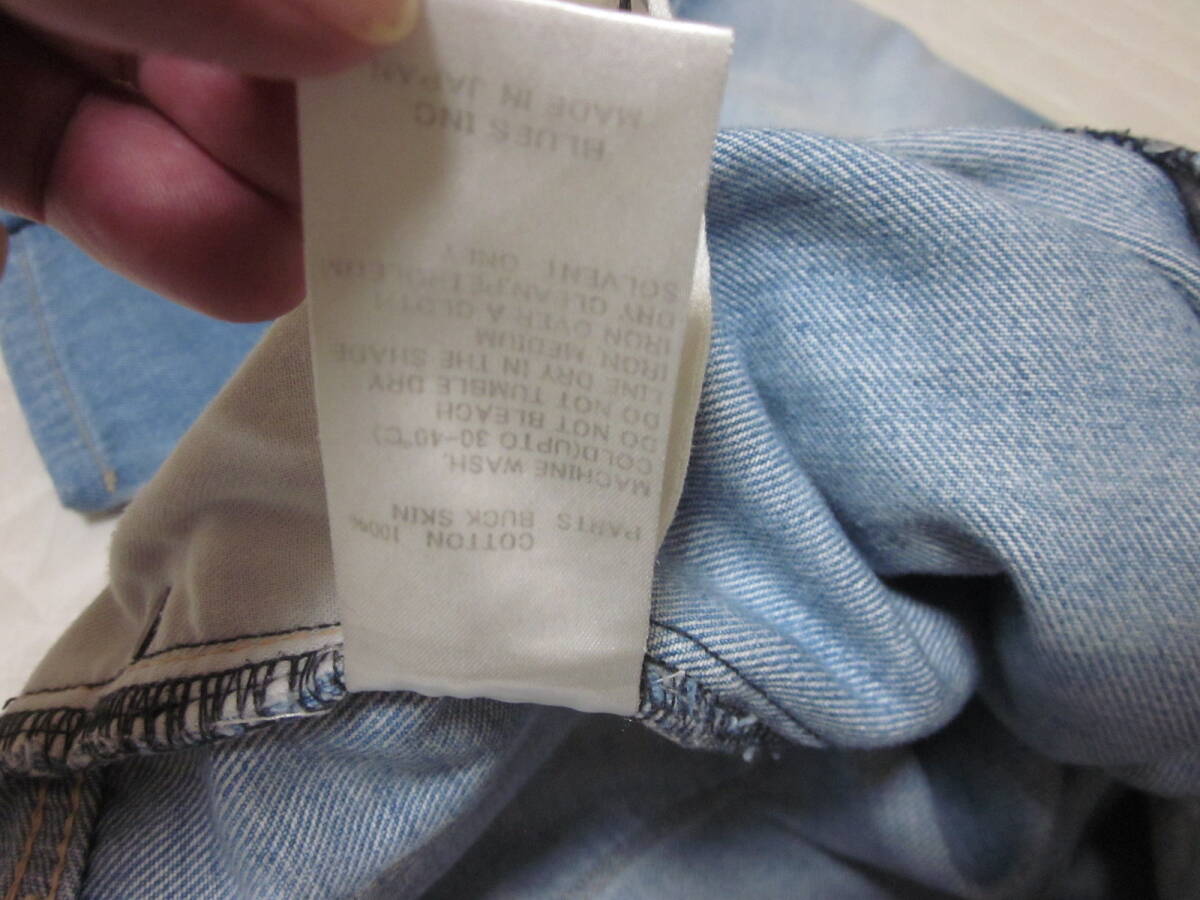 COTTON 100%
PARTS BUCK SKIN
MACHINE WASH,
COLD(UPTO 30-40℃)
DO NOT BLEACH
DO NOT TUMBLE DRY
LINE DRY IN THE SHADE
IRON MEDIUM
IRON OVER A CLOTH
DRY CLEAN,PETROLEUM
SOLVENT ONLY
BLUES INC
MADE IN JAPAN